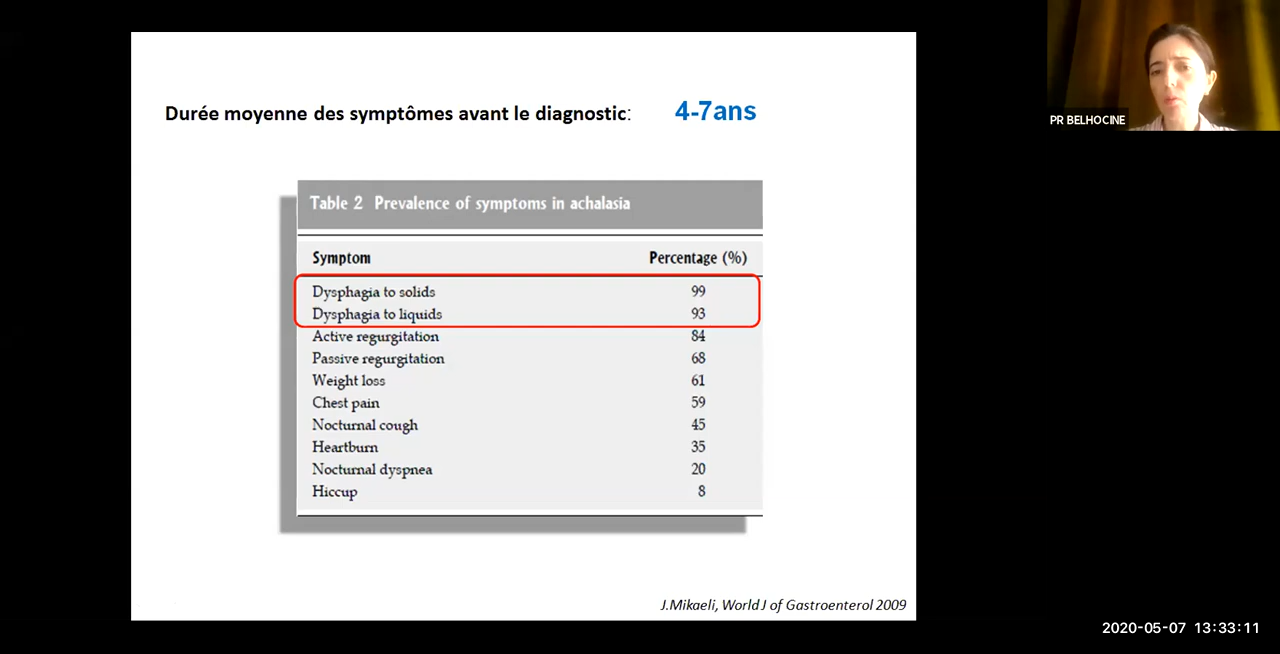 Durée moyenne des symptômes avant le diagnostic: 4-7ans
PR BELHOCINE
Table 2 Prevalence of symptoms in achalasia
Symptom Percentage (%)
Dysphagia to solids 99
Dysphagia to liquids 93
Active regurgitation 84
Passive regurgitation 68
Weight loss 61
Chest pain 59
Nocturnal cough 45
Heartburn 35
Nocturnal dyspnea 20
Hiccup 8
J.Mikaeli, World J of Gastroenterol 2009
2020-05-07 13:33:11